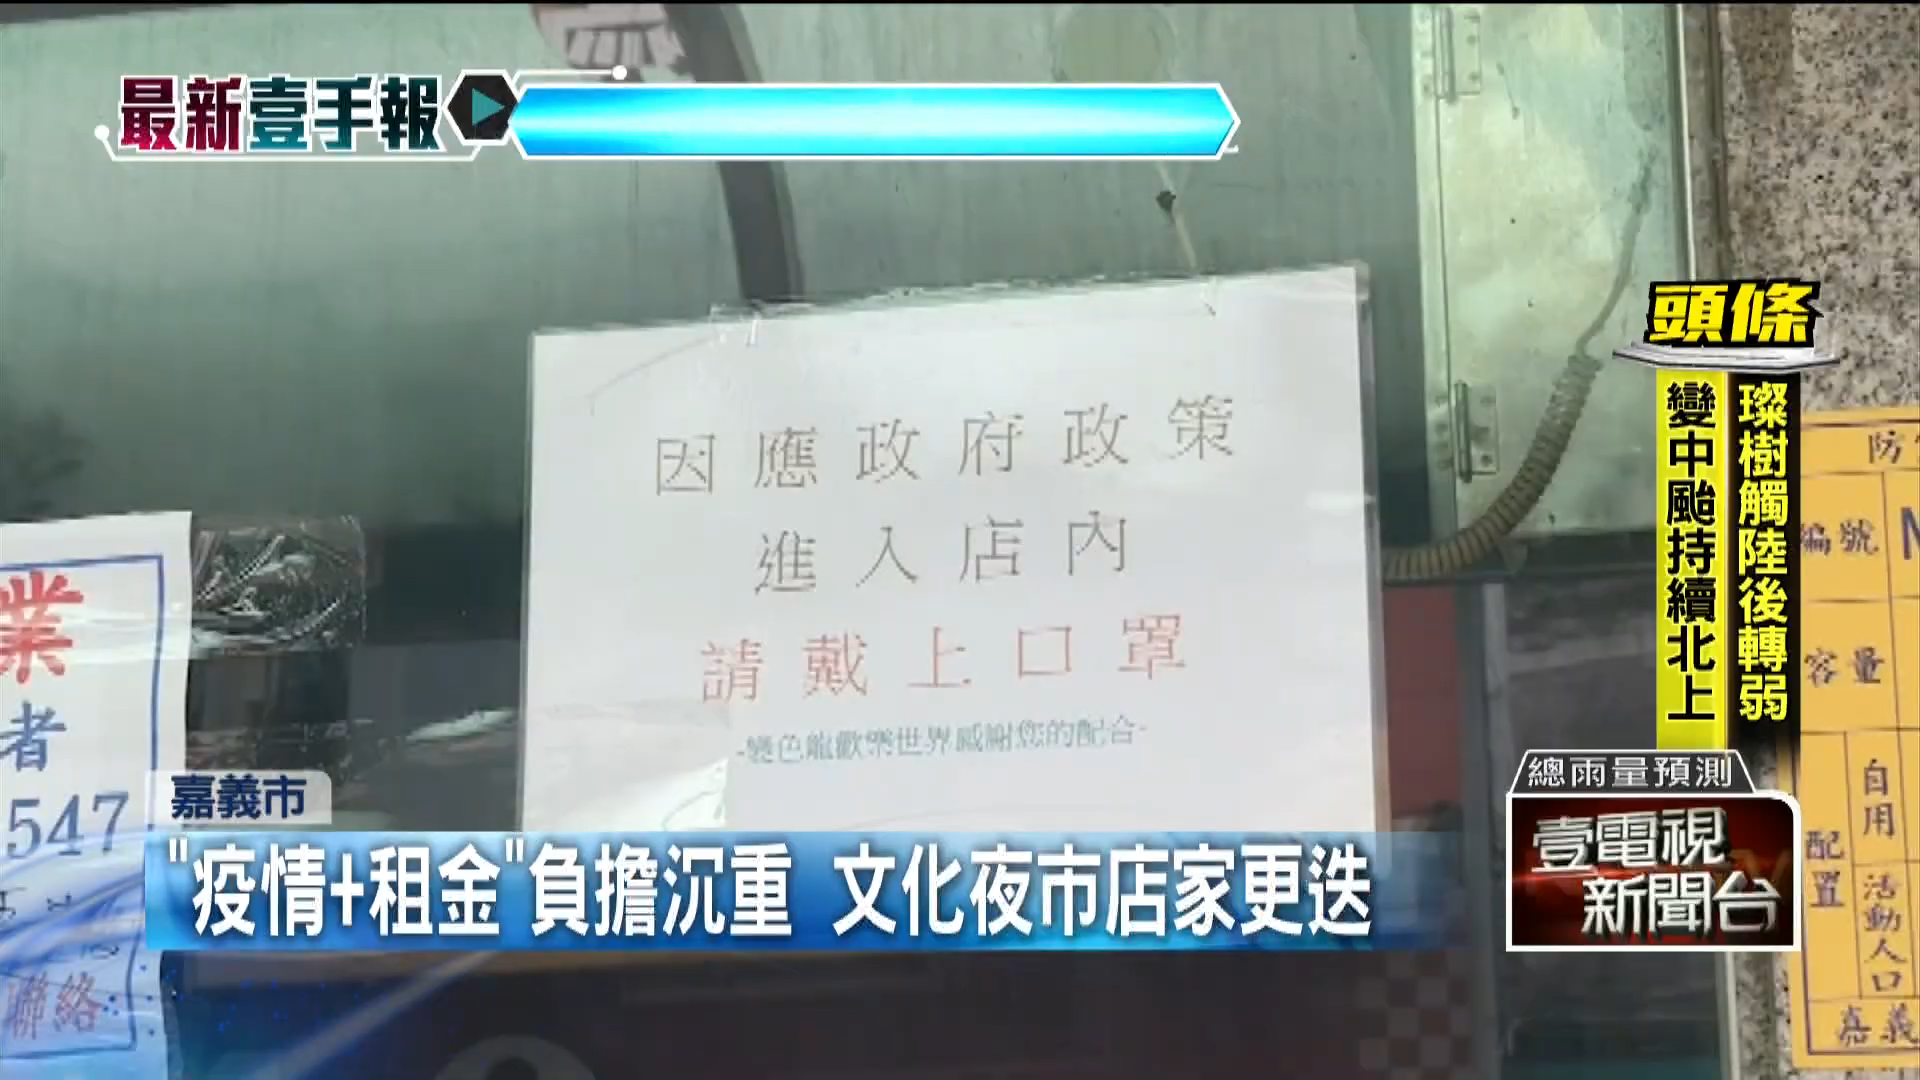 最新壹手報
因應政府政策
進入店內
請戴上口罩
-變色龍歡樂世界感謝您的配合-
業
者
547
聯絡
頭條
璨樹觸陸後轉弱
變中颱持續北上
總雨量預測
壹電視
新聞台
防
編號
容量
配置
自用
活動人口
嘉義
嘉義市
"疫情+租金"負擔沉重 文化夜市店家更迭